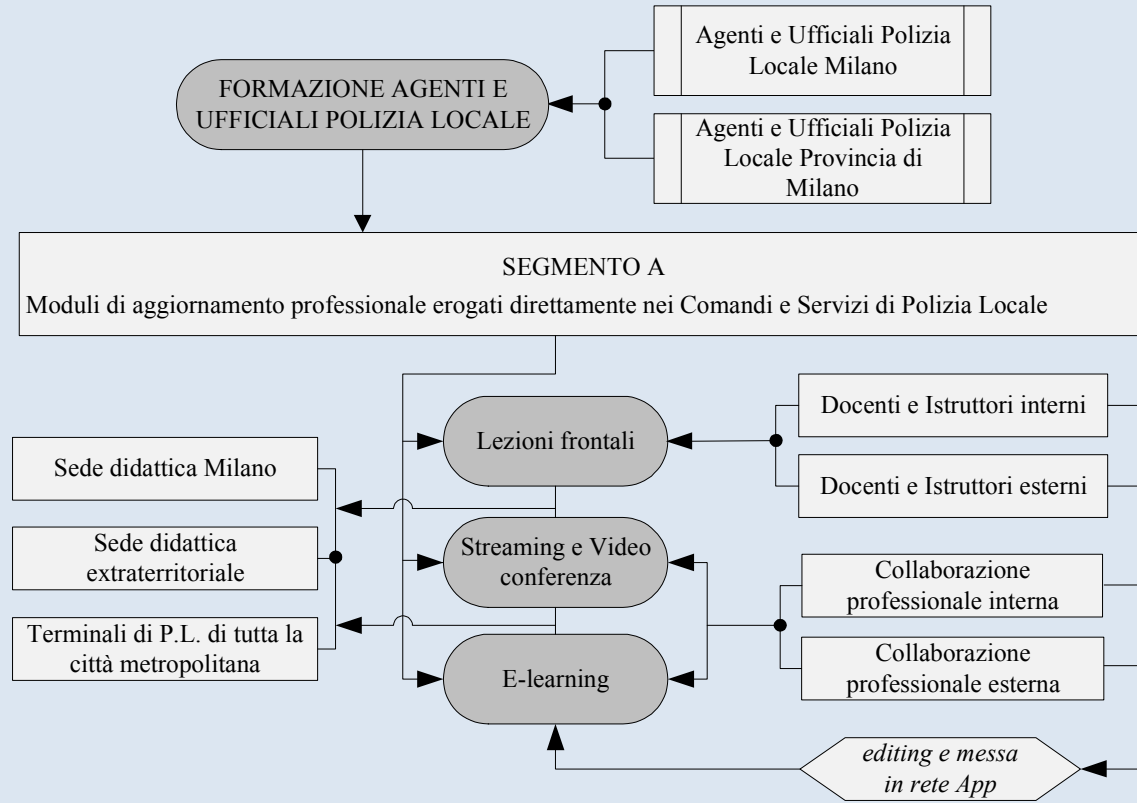 Agenti e Ufficiali Polizia
Locale Milano
FORMAZIONE AGENTI E
UFFICIALI POLIZIA LOCALE
Agenti e Ufficiali Polizia
Locale Provincia di
Milano
SEGMENTO A
Moduli di aggiornamento professionale erogati direttamente nei Comandi e Servizi di Polizia Locale
Lezioni frontali
Docenti e Istruttori interni
Docenti e Istruttori esterni
Sede didattica Milano
Sede didattica
extraterritoriale
Terminali di P.L. di tutta la
città metropolitana
Streaming e Video
conferenza
Collaborazione
professionale interna
Collaborazione
professionale esterna
E-learning
editing e messa
in rete App